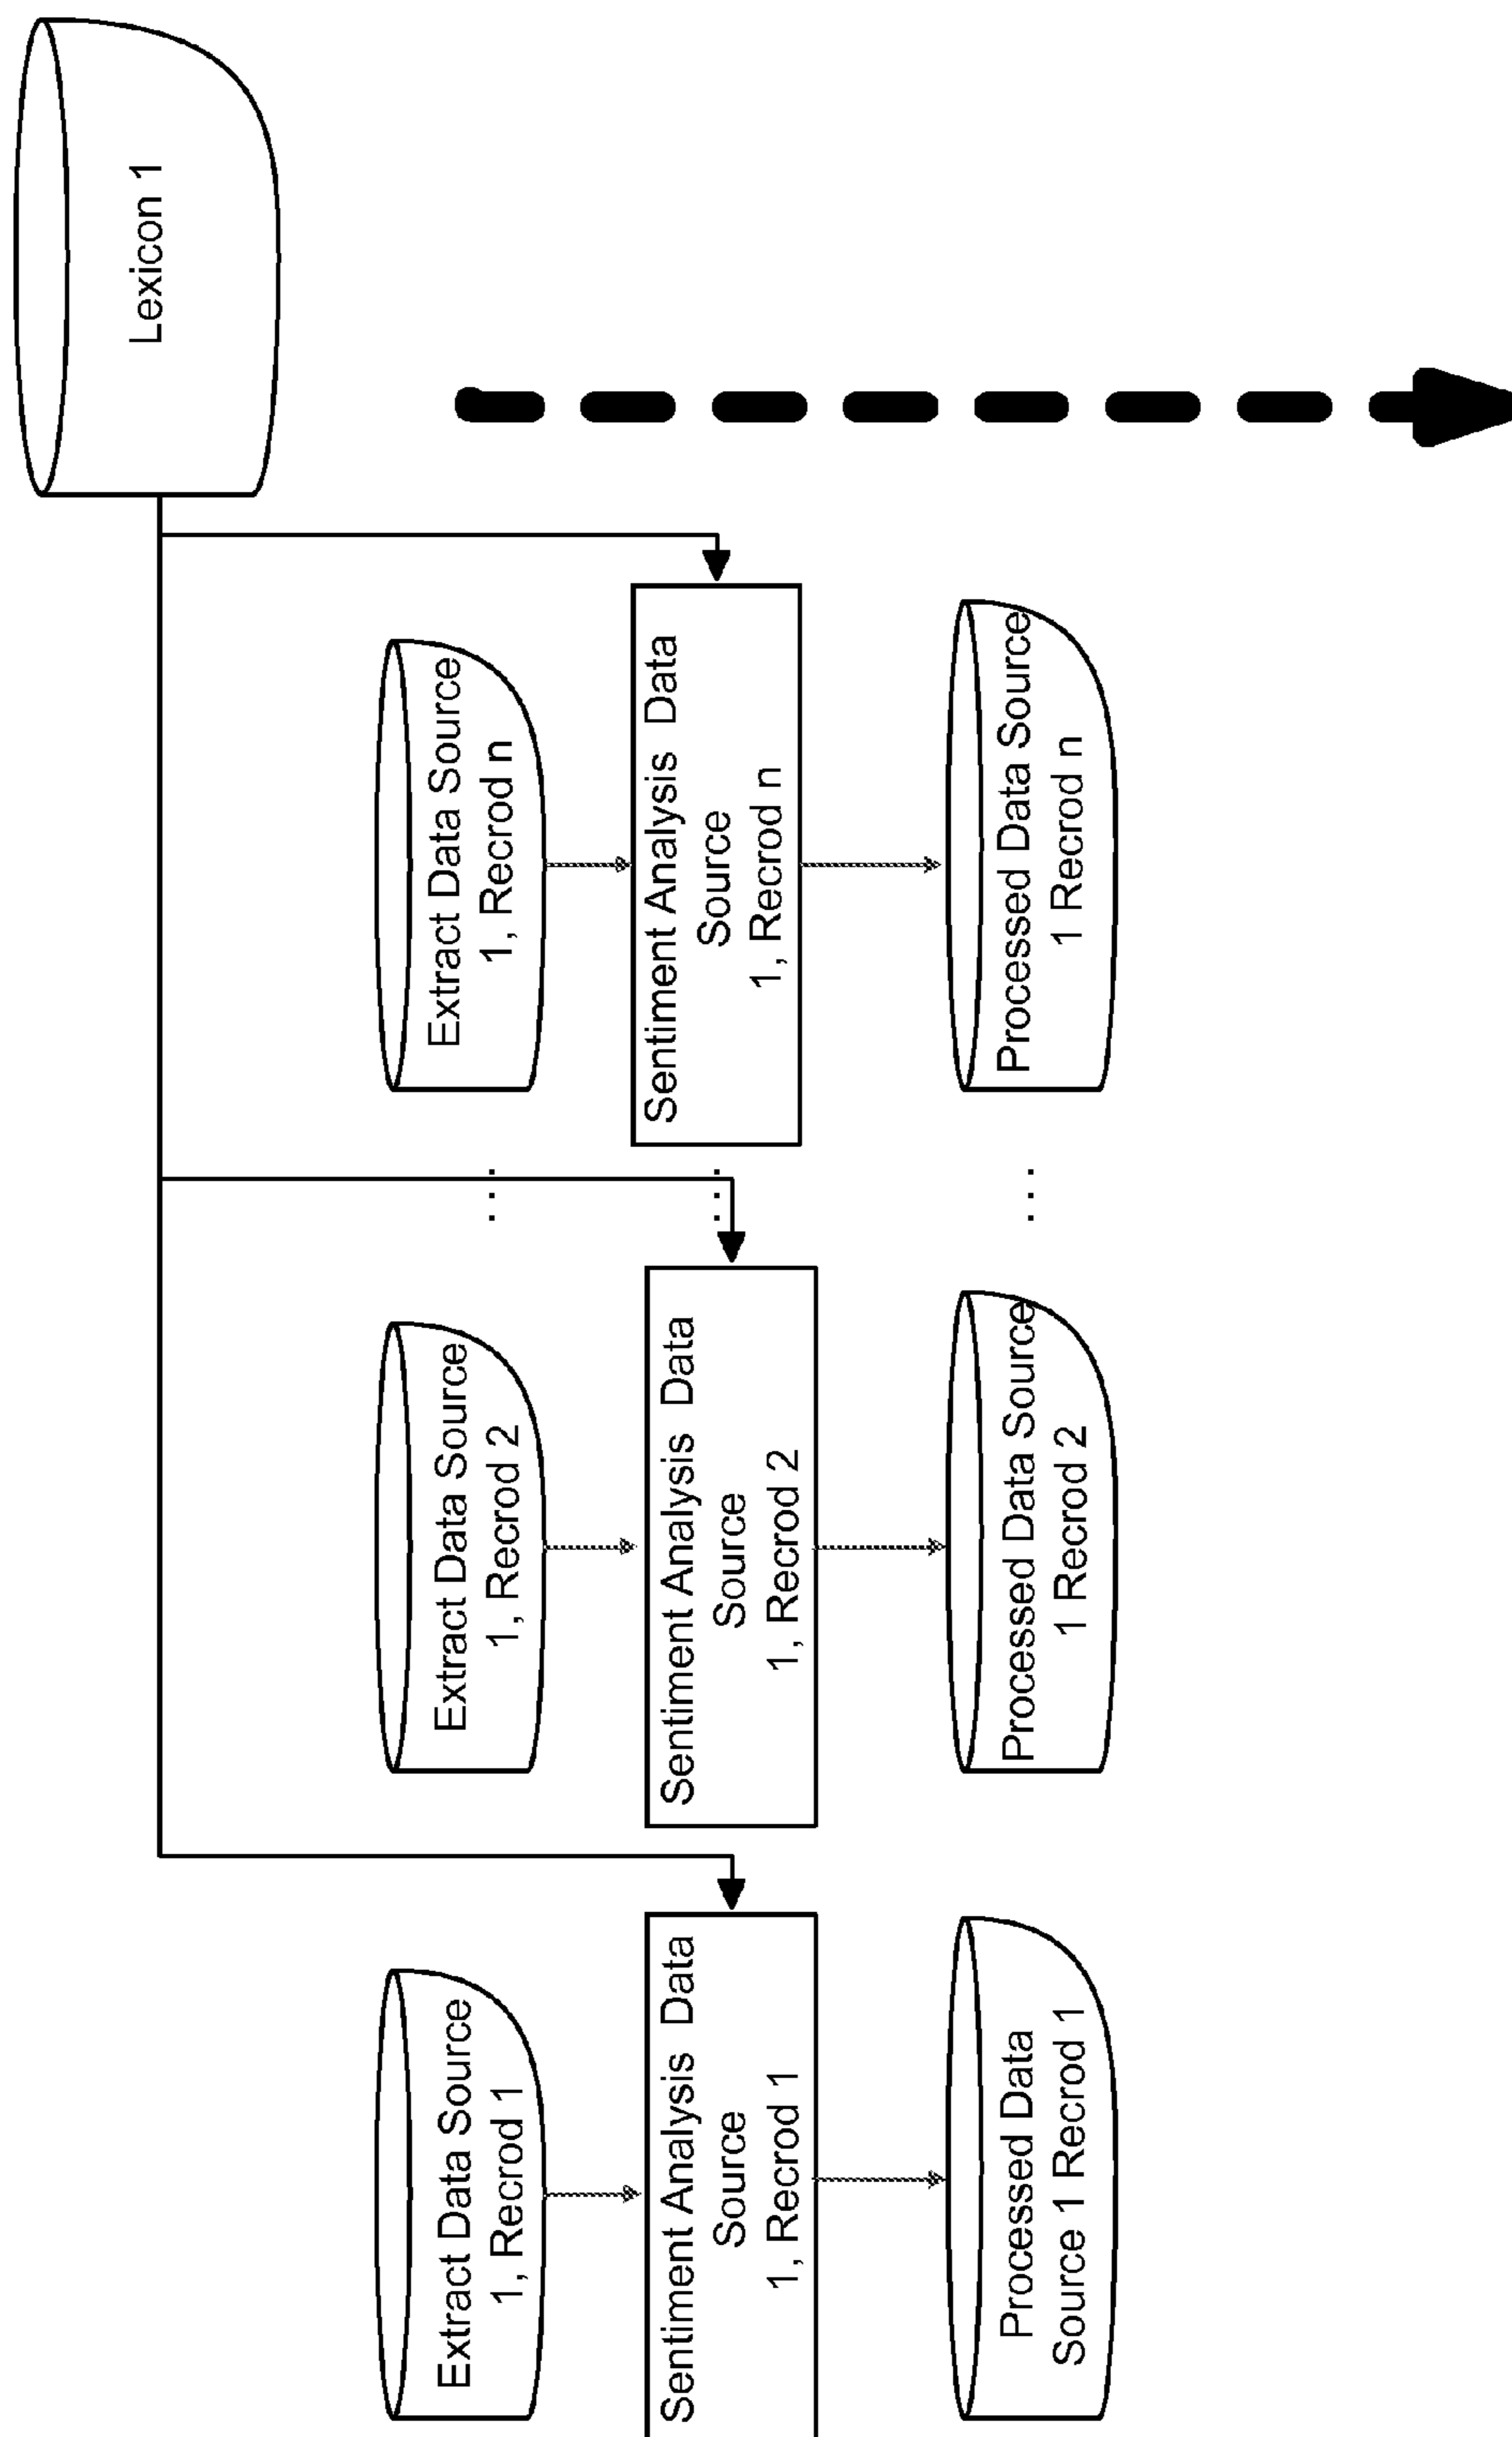 Lexicon 1
Extract Data Source
1, Recrod 1
Extract Data Source
1, Recrod 2
...
Extract Data Source
1, Recrod n
Sentiment Analysis Data
Source
1, Recrod 1
Sentiment Analysis Data
Source
1, Recrod 2
...
Sentiment Analysis Data
Source
1, Recrod n
Processed Data
Source 1 Recrod 1
Processed Data Source
1 Recrod 2
...
Processed Data Source
1 Recrod n